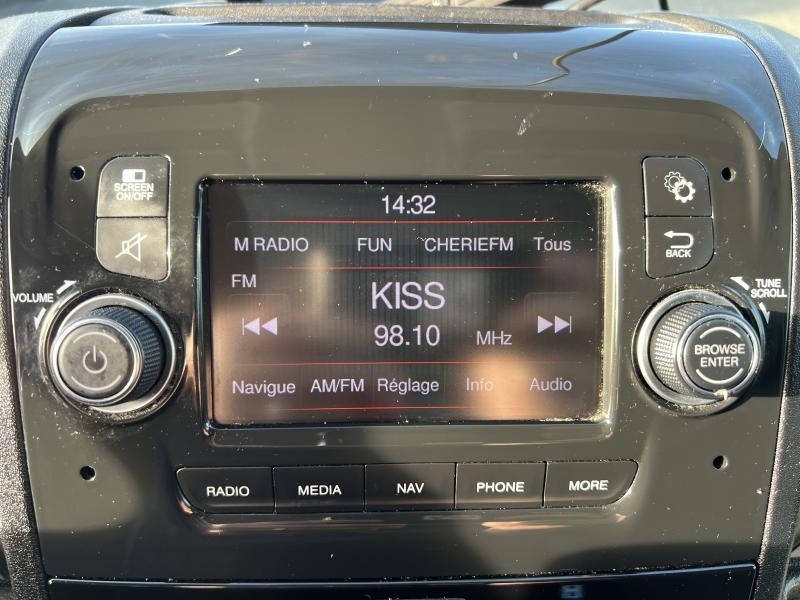 SCREEN
ON/OFF
VOLUME
14:32
M RADIO FUN CHERIEFM Tous
FM
KISS
98.10 MHz
Navigue AM/FM Réglage Info Audio
BACK
TUNE
SCROLL
BROWSE
ENTER
RADIO MEDIA NAV PHONE MORE